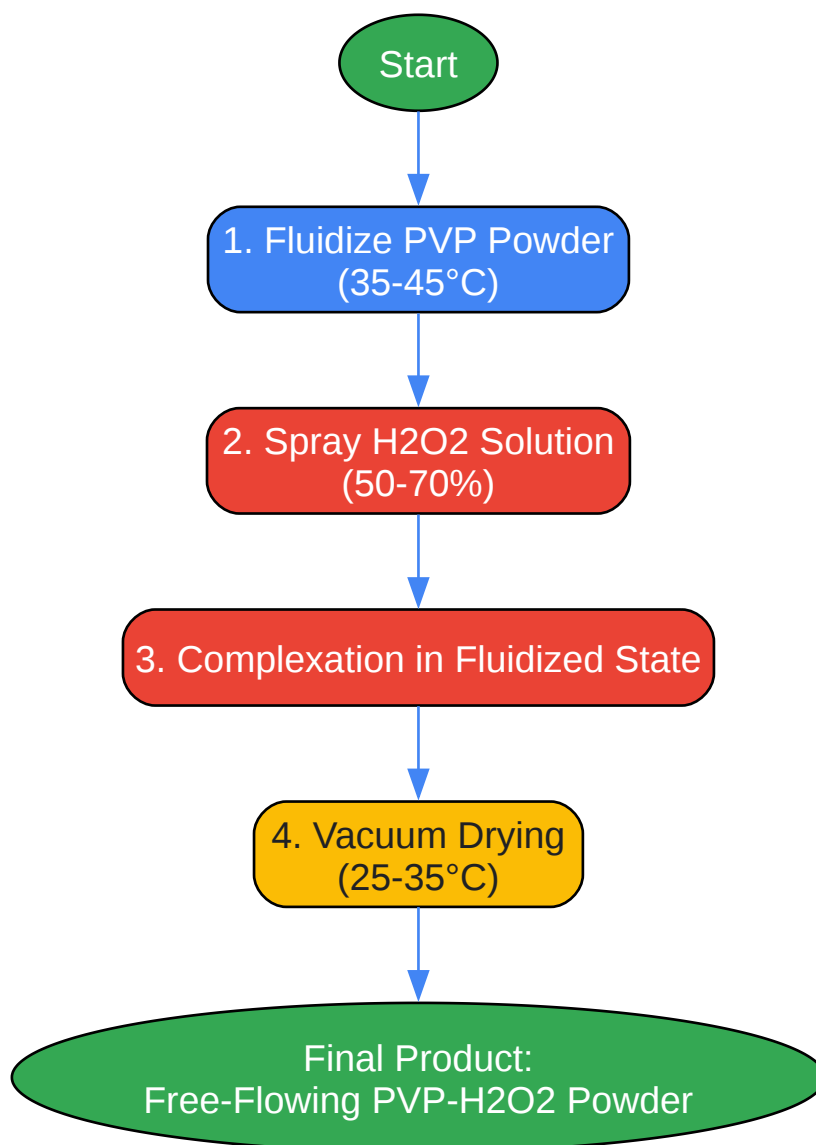 Start
1. Fluidize PVP Powder
(35-45°C)
2. Spray H2O2 Solution
(50-70%)
3. Complexation in Fluidized State
4. Vacuum Drying
(25-35°C)
Final Product:
Free-Flowing PVP-H2O2 Powder